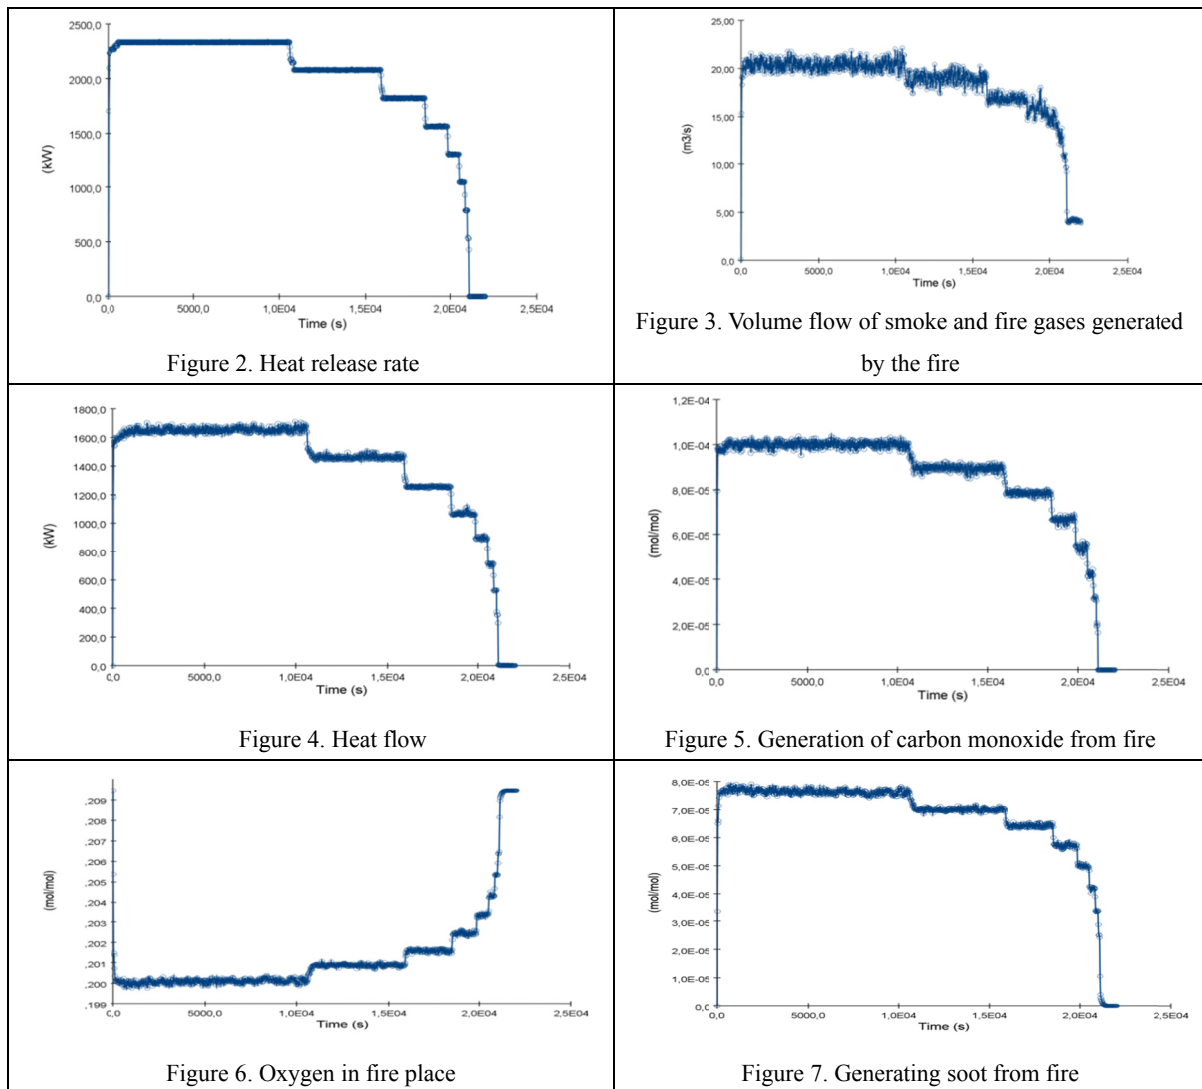 2500,0
2000,0
1500,0
1000,0
500,0
0,0
(kW)
0,0 5000,0 1,0E04 1,5E04 2,0E04 2,5E04
Time (s)
Figure 2. Heat release rate
25,00
20,00
15,00
10,00
5,00
0,0
(m3/s)
0,0 5000,0 1,0E04 1,5E04 2,0E04 2,5E04
Time (s)
Figure 3. Volume flow of smoke and fire gases generated
by the fire
1800,0
1600,0
1400,0
1200,0
1000,0
800,0
600,0
400,0
200,0
0,0
(kW)
0,0 5000,0 1,0E04 1,5E04 2,0E04 2,5E04
Time (s)
Figure 4. Heat flow
1,2E-04
1,0E-04
8,0E-05
6,0E-05
4,0E-05
2,0E-05
0,0
(mol/mol)
0,0 5000,0 1,0E04 1,5E04 2,0E04 2,5E04
Time (s)
Figure 5. Generation of carbon monoxide from fire
,209
,208
,207
,206
,205
,204
,203
,202
,201
,200
,199
(mol/mol)
0,0 5000,0 1,0E04 1,5E04 2,0E04 2,5E04
Time (s)
Figure 6. Oxygen in fire place
8,0E-05
7,0E-05
6,0E-05
5,0E-05
4,0E-05
3,0E-05
2,0E-05
1,0E-05
0,0
(mol/mol)
0,0 5000,0 1,0E04 1,5E04 2,0E04 2,5E04
Time (s)
Figure 7. Generating soot from fire